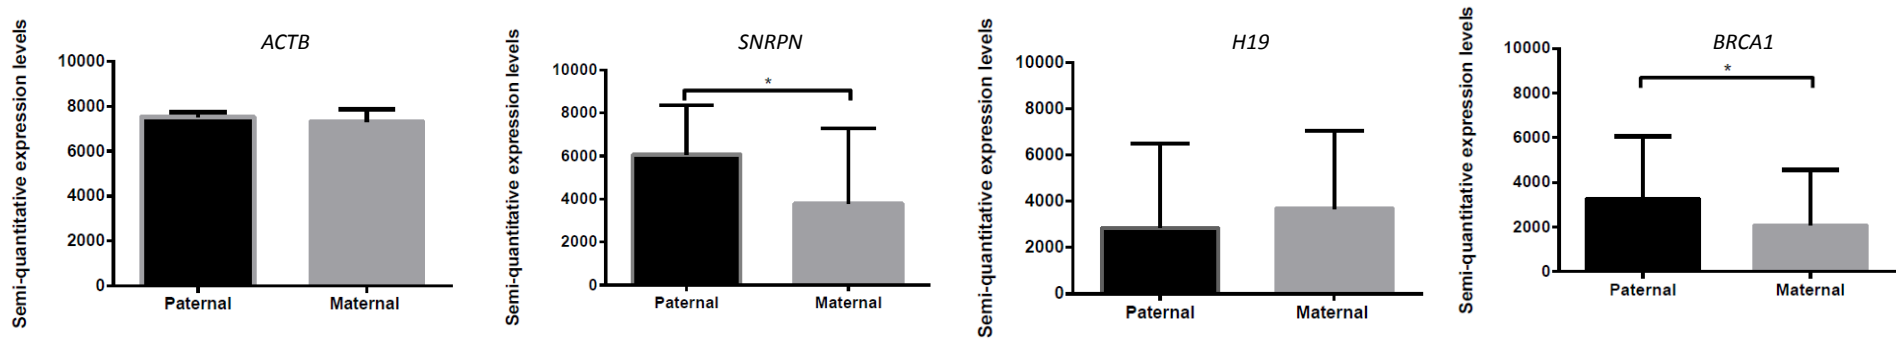 Semi-quantitative expression levels
ACTB
10000
8000
6000
4000
2000
0
Paternal
Maternal
Semi-quantitative expression levels
SNRPN
*
10000
8000
6000
4000
2000
0
Paternal
Maternal
Semi-quantitative expression levels
H19
10000
8000
6000
4000
2000
0
Paternal
Maternal
Semi-quantitative expression levels
BRCA1
*
10000
8000
6000
4000
2000
0
Paternal
Maternal